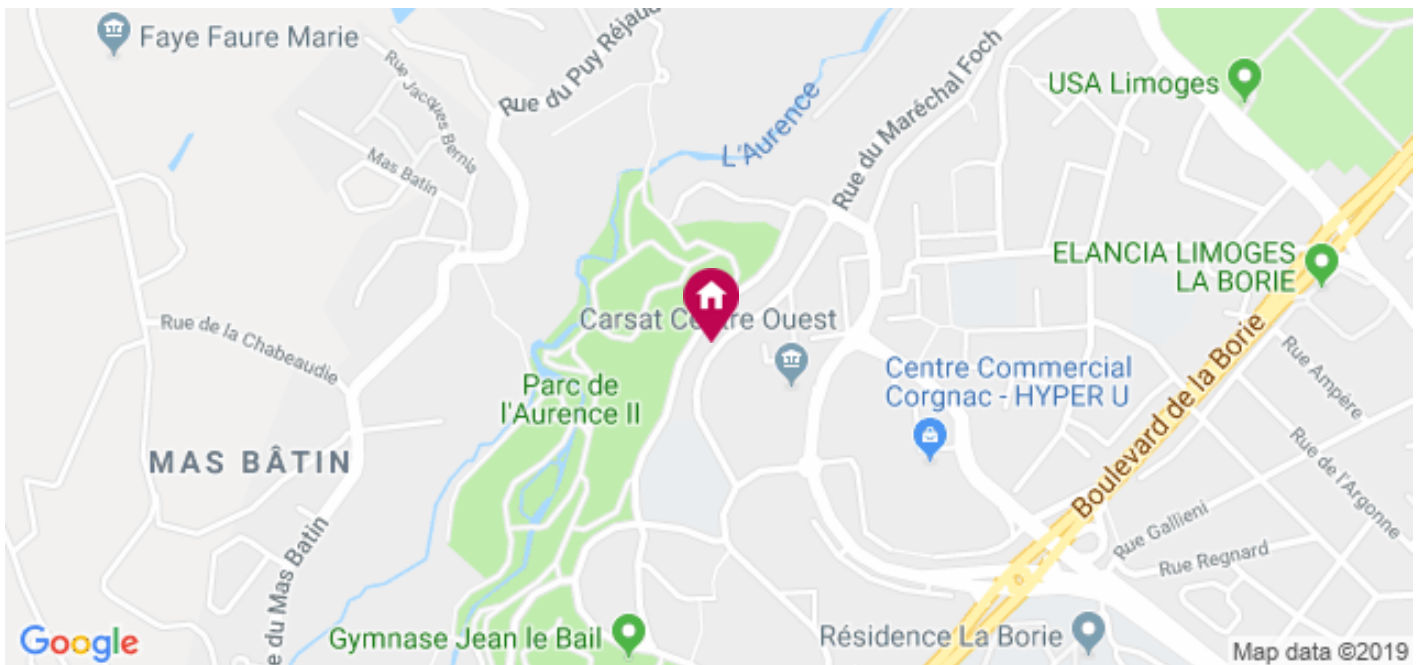 Faye Faure Marie
Rue du Puy Réjaud
Rue Jacques Bernis
Mas Batin
L'Aurence
Rue du Maréchal Foch
USA Limoges
ELANCIA LIMOGES
LA BORIE
Rue de la Chabeaudie
Carsat Centre Ouest
Parc de
l'Aurence II
Centre Commercial
Corgnac - HYPER U
Boulevard de la Borie
Rue Ampère
Rue de l'Argonne
MAS BÂTIN
Rue Gallieni
Rue Regnard
e du Mas Batin
Gymnase Jean le Bail
Résidence La Borie
Google
Map data ©2019